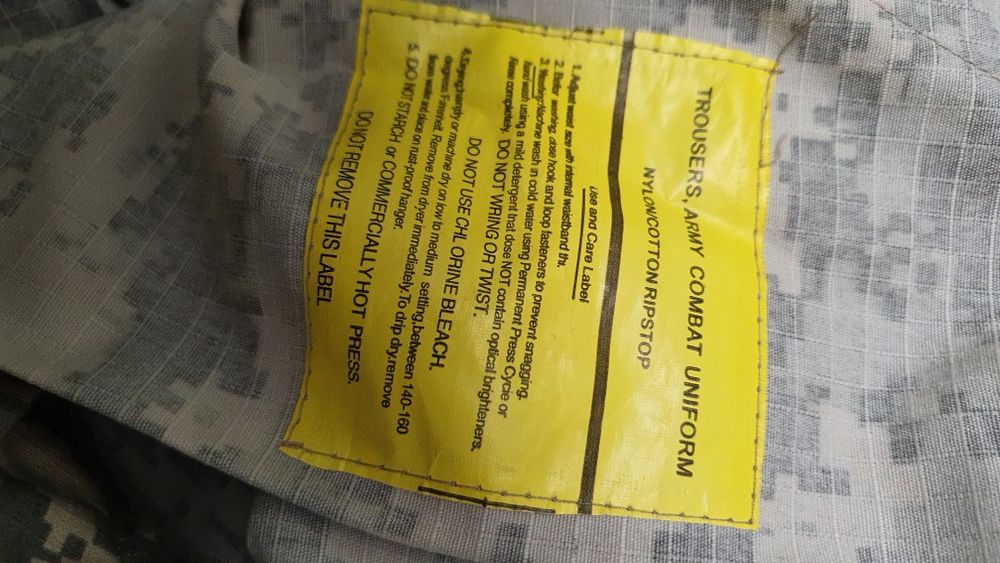 TROUSERS, ARMY COMBAT UNIFORM
NYLON/COTTON RIPSTOP
Use and Care Label
1. Adjust waist size with internal waistband thr.
2. Before washing, close hook and loop fasteners to prevent snagging.
3. Washing:Machine wash in cold water using Permanent Press Cycle or
hand wash using a mild detergent that dose NOT contain optical brighteners,
Rinse completely. DO NOT WRING OR TWIST.
DO NOT USE CHLORINE BLEACH.
4.Drying:hangdry or machine dry on low to medium setting,between 140-160
degrees Fahrenheit. Remove from dryer immediately.To drip dry.remove
from water and place on rust-proof hanger.
5. DO NOT STARCH or COMMERCIALLY HOT PRESS.
DO NOT REMOVE THIS LABEL